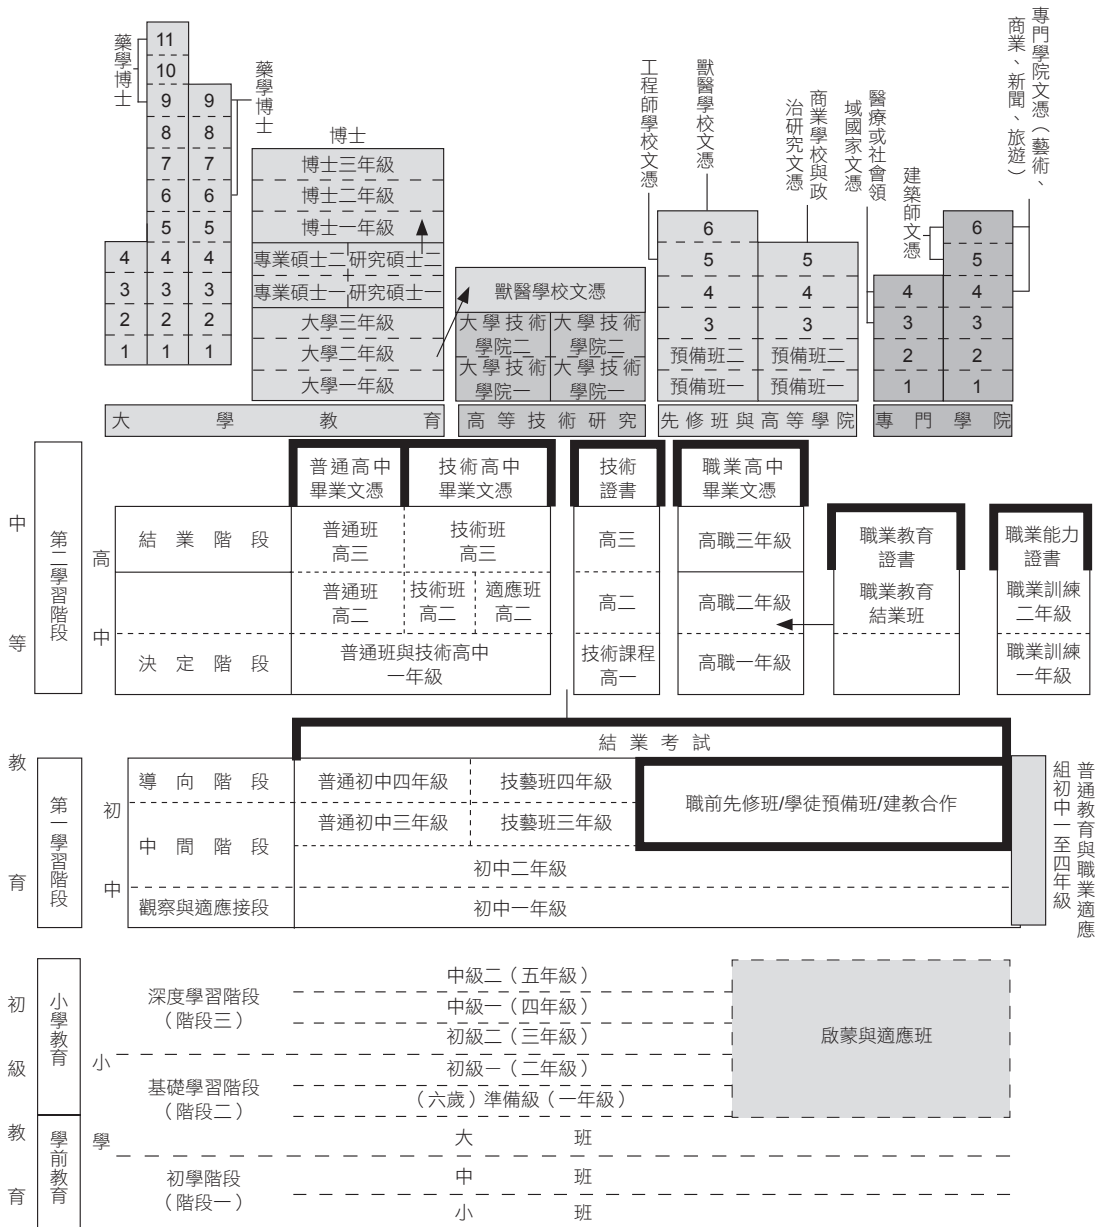 藥學博士
11
10
9
8
7
6
5
4
3
2
1
9
8
7
6
5
4
3
2
1
4
3
2
1
藥學博士
博士
博士三年級
博士二年級
博士一年級
專業碩士二
研究碩士二
專業碩士一
研究碩士一
大學三年級
大學二年級
大學一年級
獸醫學校文憑
大學技術
學院二
大學技術
學院二
大學技術
學院一
大學技術
學院一
工程師學校文憑
獸醫學校文憑
商業學校與政
治研究文憑
6
5
4
3
預備班二
預備班一
5
4
3
預備班二
預備班一
醫療或社會領
域國家文憑
建築師文憑
專門學院文憑（藝術、
商業、新聞、旅遊）
4
3
2
1
6
5
4
3
2
1
大學教育
高等技術研究
先修班與高等學院
專門學院
中等教育
第二學習階段
高中
普通高中
畢業文憑
技術高中
畢業文憑
技術
證書
職業高中
畢業文憑
結業階段
普通班
高三
技術班
高三
高三
高職三年級
職業教育
證書
職業能力
證書
普通班
高二
技術班
高二
適應班
高二
高二
高職二年級
職業教育
結業班
職業訓練
二年級
決定階段
普通班與技術高中
一年級
技術課程
高一
高職一年級
職業訓練
一年級
結業考試
第一學習階段
初中
導向階段
普通初中四年級
技藝班四年級
職前先修班/學徒預備班/建教合作
普通初中三年級
技藝班三年級
中間階段
初中二年級
觀察與適應接段
初中一年級
普通教育與職業適應
組初中一至四年級
初級教育
小學教育
學前教育
小學
深度學習階段
（階段三）
中級二（五年級）
中級一（四年級）
初級二（三年級）
啟蒙與適應班
基礎學習階段
（階段二）
初級一（二年級）
（六歲）準備級（一年級）
大班
初學階段
（階段一）
中班
小班